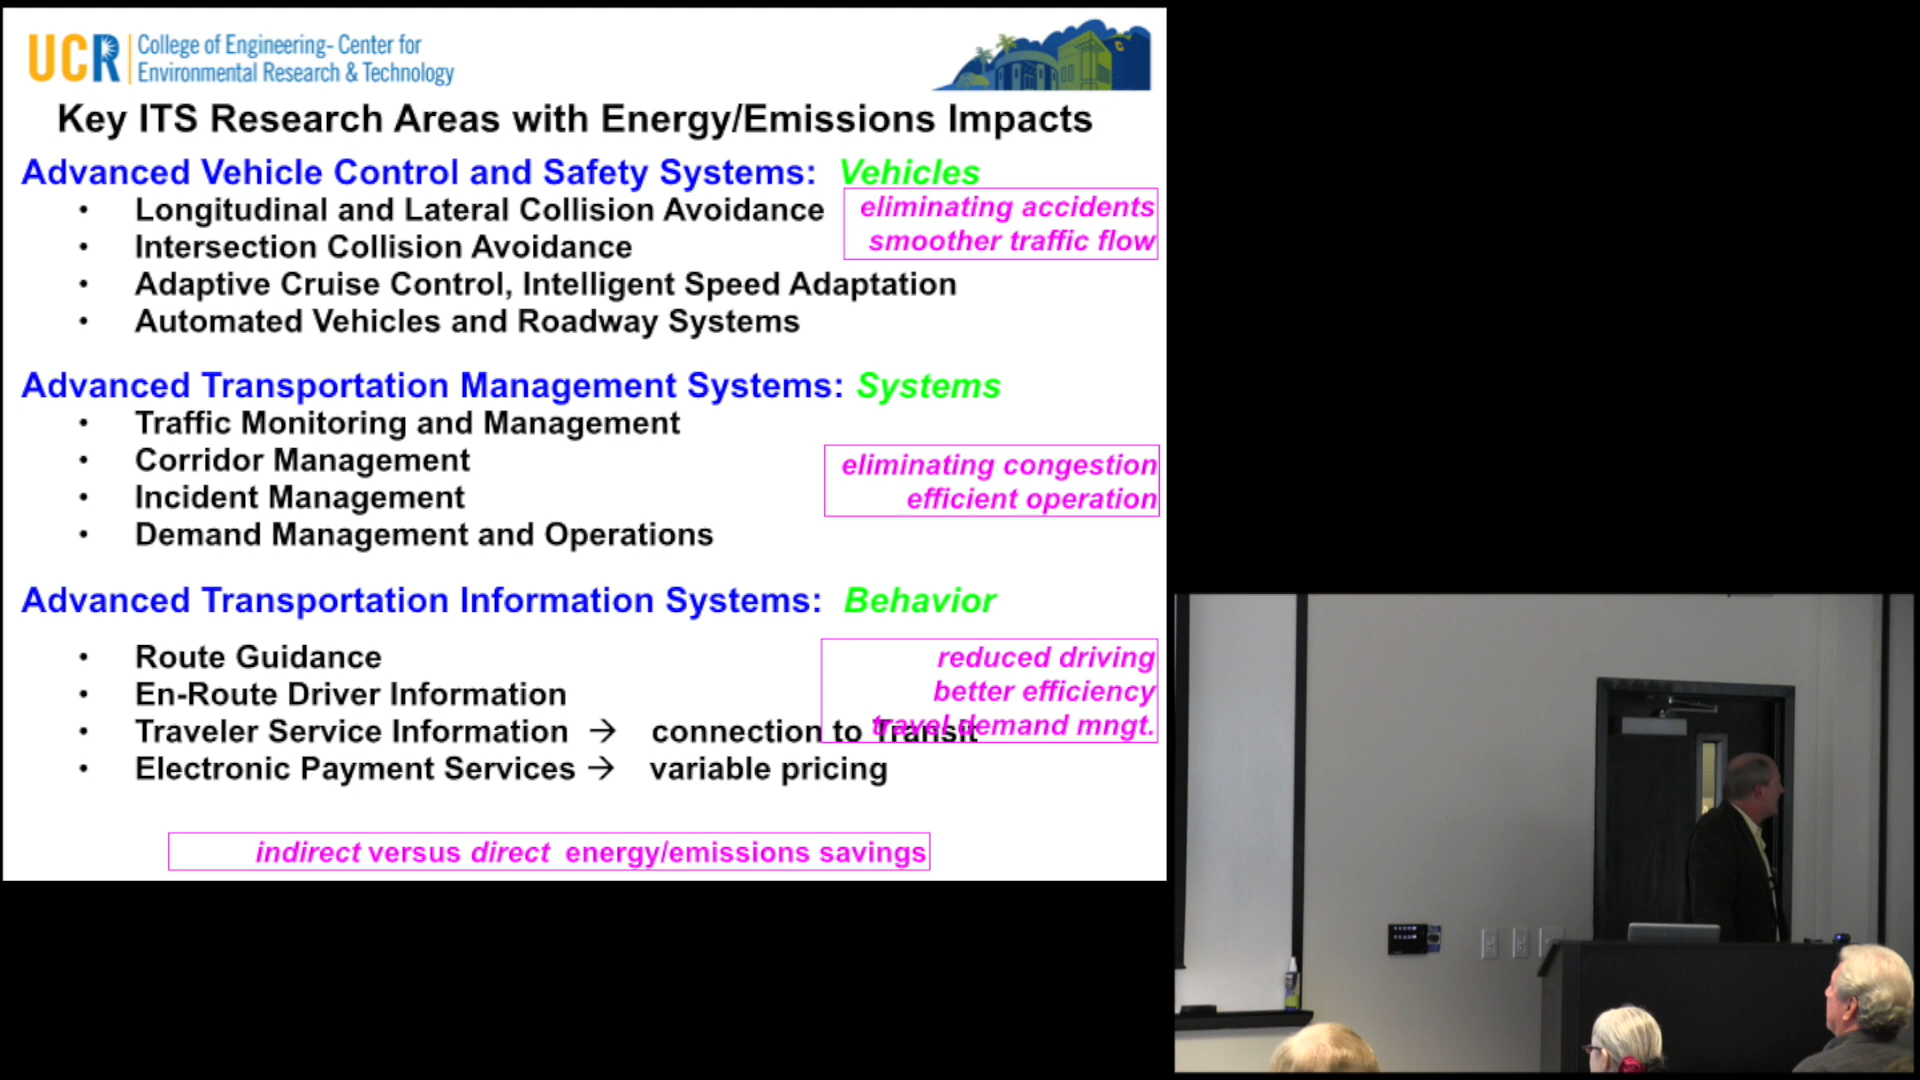 UCR College of Engineering- Center for
Environmental Research & Technology
Key ITS Research Areas with Energy/Emissions Impacts
Advanced Vehicle Control and Safety Systems: Vehicles
• Longitudinal and Lateral Collision Avoidance
eliminating accidents
smoother traffic flow
• Intersection Collision Avoidance
• Adaptive Cruise Control, Intelligent Speed Adaptation
• Automated Vehicles and Roadway Systems
Advanced Transportation Management Systems: Systems
• Traffic Monitoring and Management
• Corridor Management
eliminating congestion
efficient operation
• Incident Management
• Demand Management and Operations
Advanced Transportation Information Systems: Behavior
• Route Guidance
reduced driving
better efficiency
travel demand mngt.
• En-Route Driver Information
• Traveler Service Information → connection to Transit
• Electronic Payment Services → variable pricing
indirect versus direct energy/emissions savings